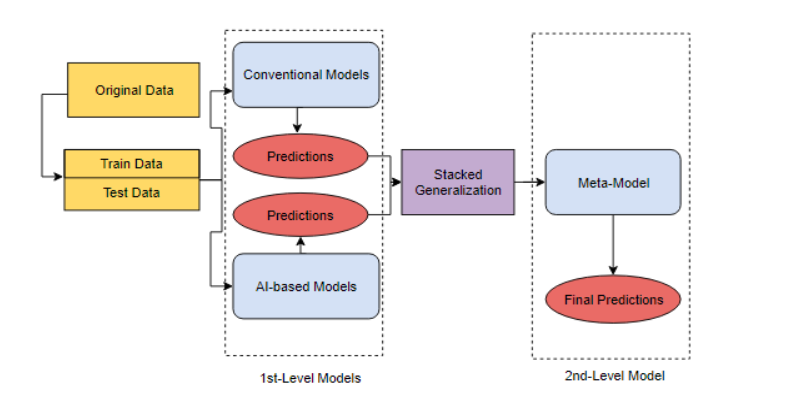 Original Data
Train Data
Test Data
Conventional Models
Predictions
Predictions
AI-based Models
1st-Level Models
Stacked
Generalization
Meta-Model
Final Predictions
2nd-Level Model